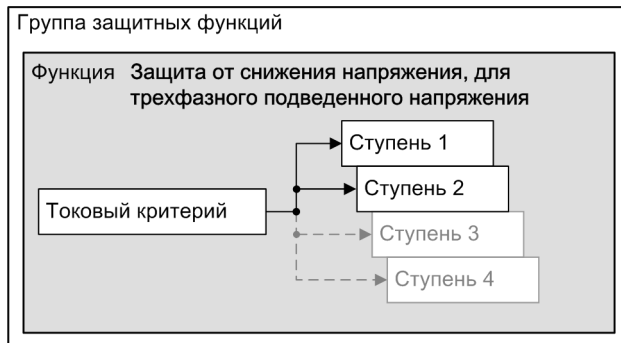 Группа защитных функций
Функция Защита от снижения напряжения, для
трехфазного подведенного напряжения
Ступень 1
Ступень 2
Токовый критерий
Ступень 3
Ступень 4